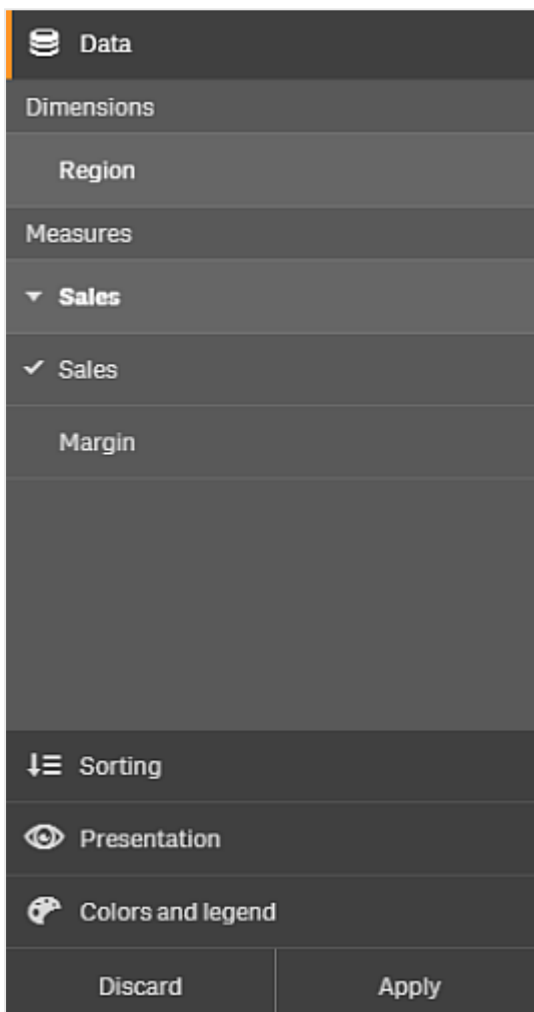 Data
Dimensions
Region
Measures
Sales
Sales
Margin
Sorting
Presentation
Colors and legend
Discard Apply